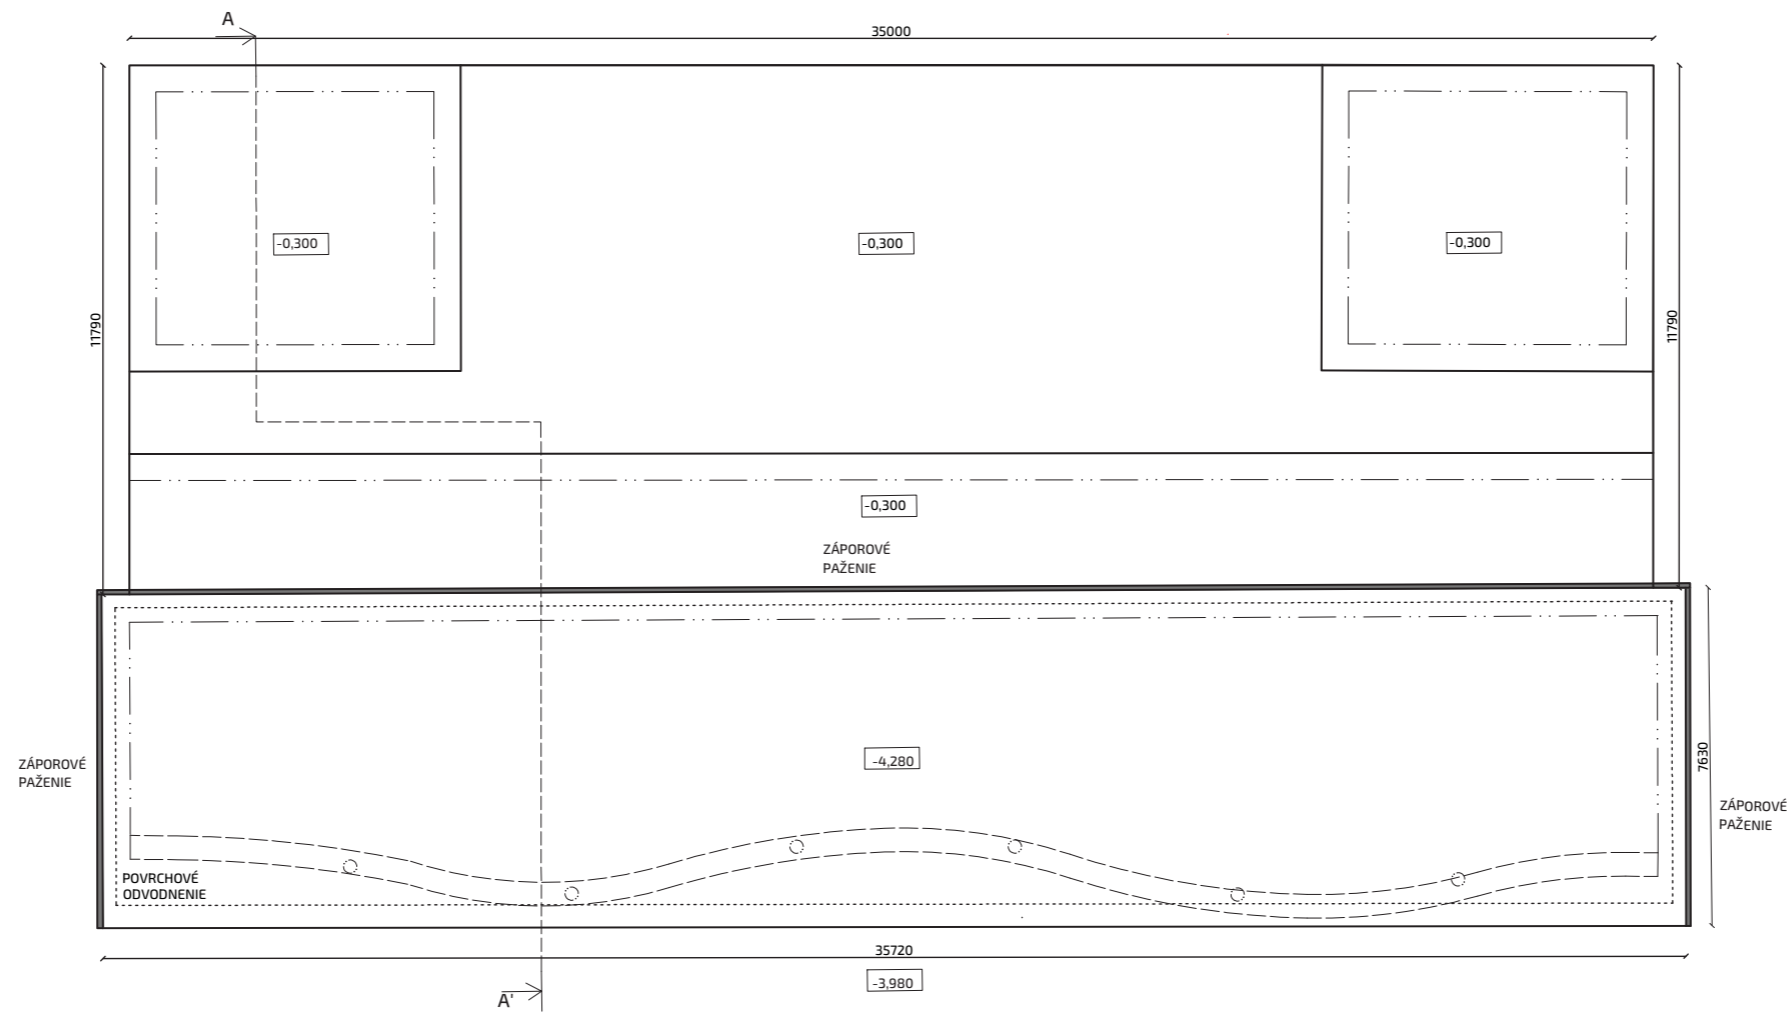 A
35000
-0,300
-0,300
-0,300
11790
11790
-0,300
ZÁPOROVÉ
PAŽENIE
-4,280
7630
ZÁPOROVÉ
PAŽENIE
ZÁPOROVÉ
PAŽENIE
POVRCHOVÉ
ODVODNENIE
35720
-3,980
A'